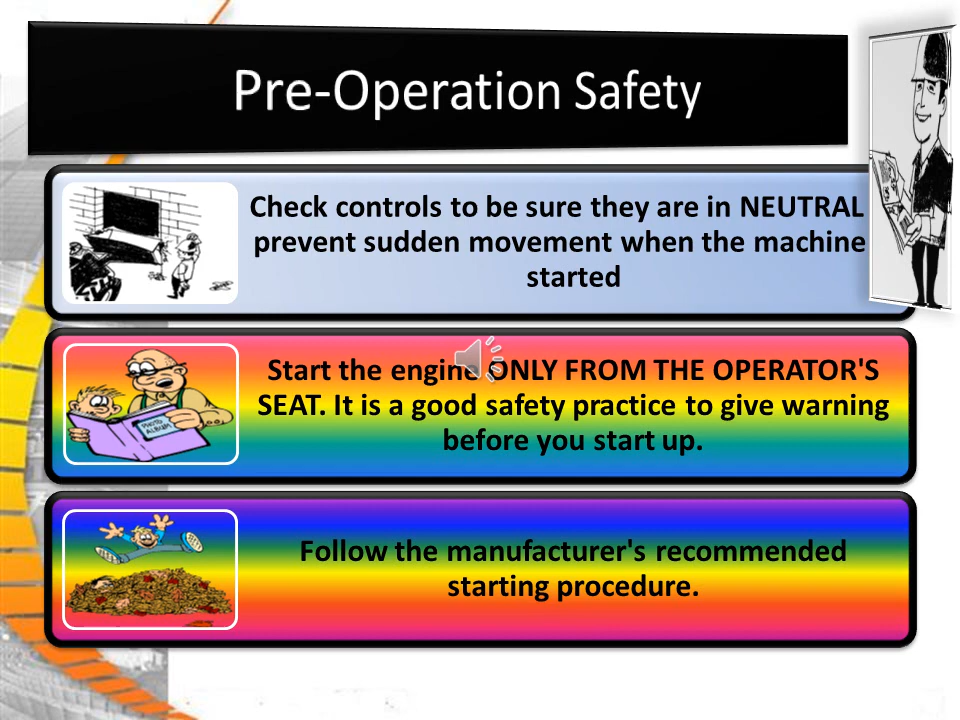 Pre-Operation Safety
Check controls to be sure they are in NEUTRAL
prevent sudden movement when the machine
started
Start the engine ONLY FROM THE OPERATOR'S
SEAT. It is a good safety practice to give warning
before you start up.
PHOTO
ALBUM
Follow the manufacturer's recommended
starting procedure.